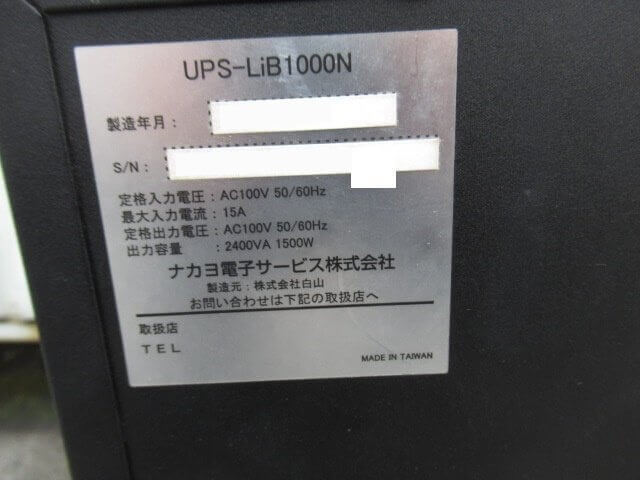 UPS-LiB1000N
製造年月：
S/N：
定格入力電圧：AC100V 50/60Hz
最大入力電流：15A
定格出力電圧：AC100V 50/60Hz
出力容量　：2400VA 1500W
ナカヨ電子サービス株式会社
製造元：株式会社白山
お問い合わせは下記の取扱店へ
取扱店
ＴＥＬ
MADE IN TAIWAN